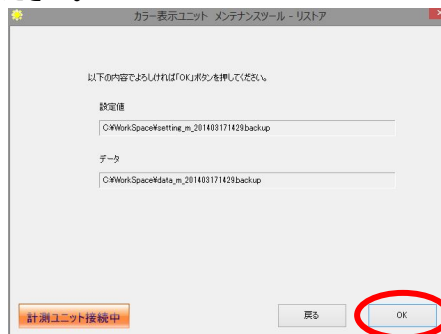 カラー表示ユニット メンテナンスツール - リストア
以下の内容でよろしければ「OK」ボタンを押してください。
設定値
C:¥WorkSpace¥setting_m_201403171429.backup
データ
C:¥WorkSpace¥data_m_201403171429.backup
計測ユニット接続中
戻る
OK